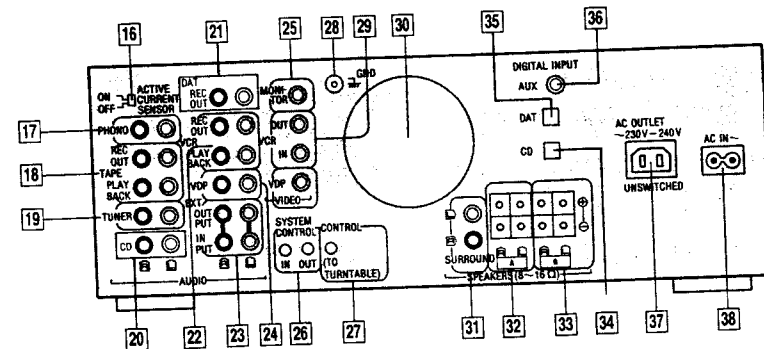 16
21
25
28
29
30
35
36
ON
OFF
ACTIVE
CURRENT
SENSOR
DAT
REC
OUT
MONI
TOR
GND
DIGITAL INPUT
AUX
17
PHONO
REC
OUT
VCR
OUT
VCR
DAT
AC OUTLET
~230V–240V
AC IN~
18
REC
OUT
TAPE
PLAY
BACK
PLAY
BACK
IN
CD
VDP
VDP
VIDEO
UNSWITCHED
19
TUNER
EXT
OUT
PUT
IN
PUT
SYSTEM
CONTROL
IN OUT
CONTROL
(TO
TURNTABLE)
CD
AUDIO
SURROUND
A
B
+
−
SPEAKERS(8~16Ω)
20
22
23
24
26
27
31
32
33
34
37
38